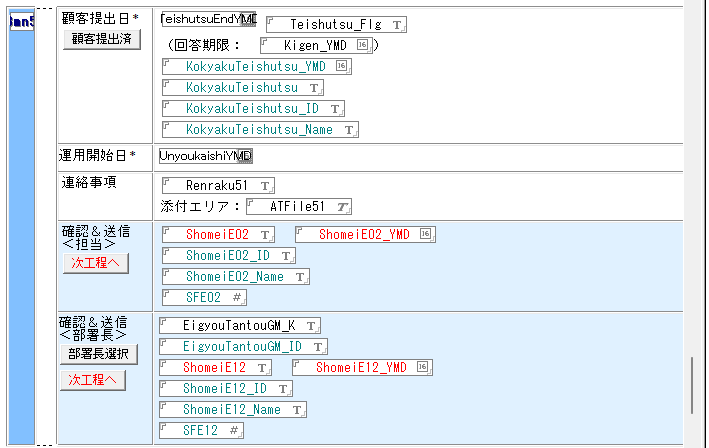 顧客提出日*
顧客提出済
TeishutsuEndYMD Teishutsu_Flg T
（回答期限： Kigen_YMD 16）
KokyakuTeishutsu_YMD 16
KokyakuTeishutsu T
KokyakuTeishutsu_ID T
KokyakuTeishutsu_Name T
運用開始日*
UnyoukaishiYMD
連絡事項
Renraku51 T
添付エリア： ATFile51 T
確認＆送信
＜担当＞
次工程へ
ShomeiE02 T ShomeiE02_YMD 16
ShomeiE02_ID T
ShomeiE02_Name T
SFE02 #
確認＆送信
＜部署長＞
部署長選択
次工程へ
EigyouTantouGM_K T
EigyouTantouGM_ID T
ShomeiE12 T ShomeiE12_YMD 16
ShomeiE12_ID T
ShomeiE12_Name T
SFE12 #